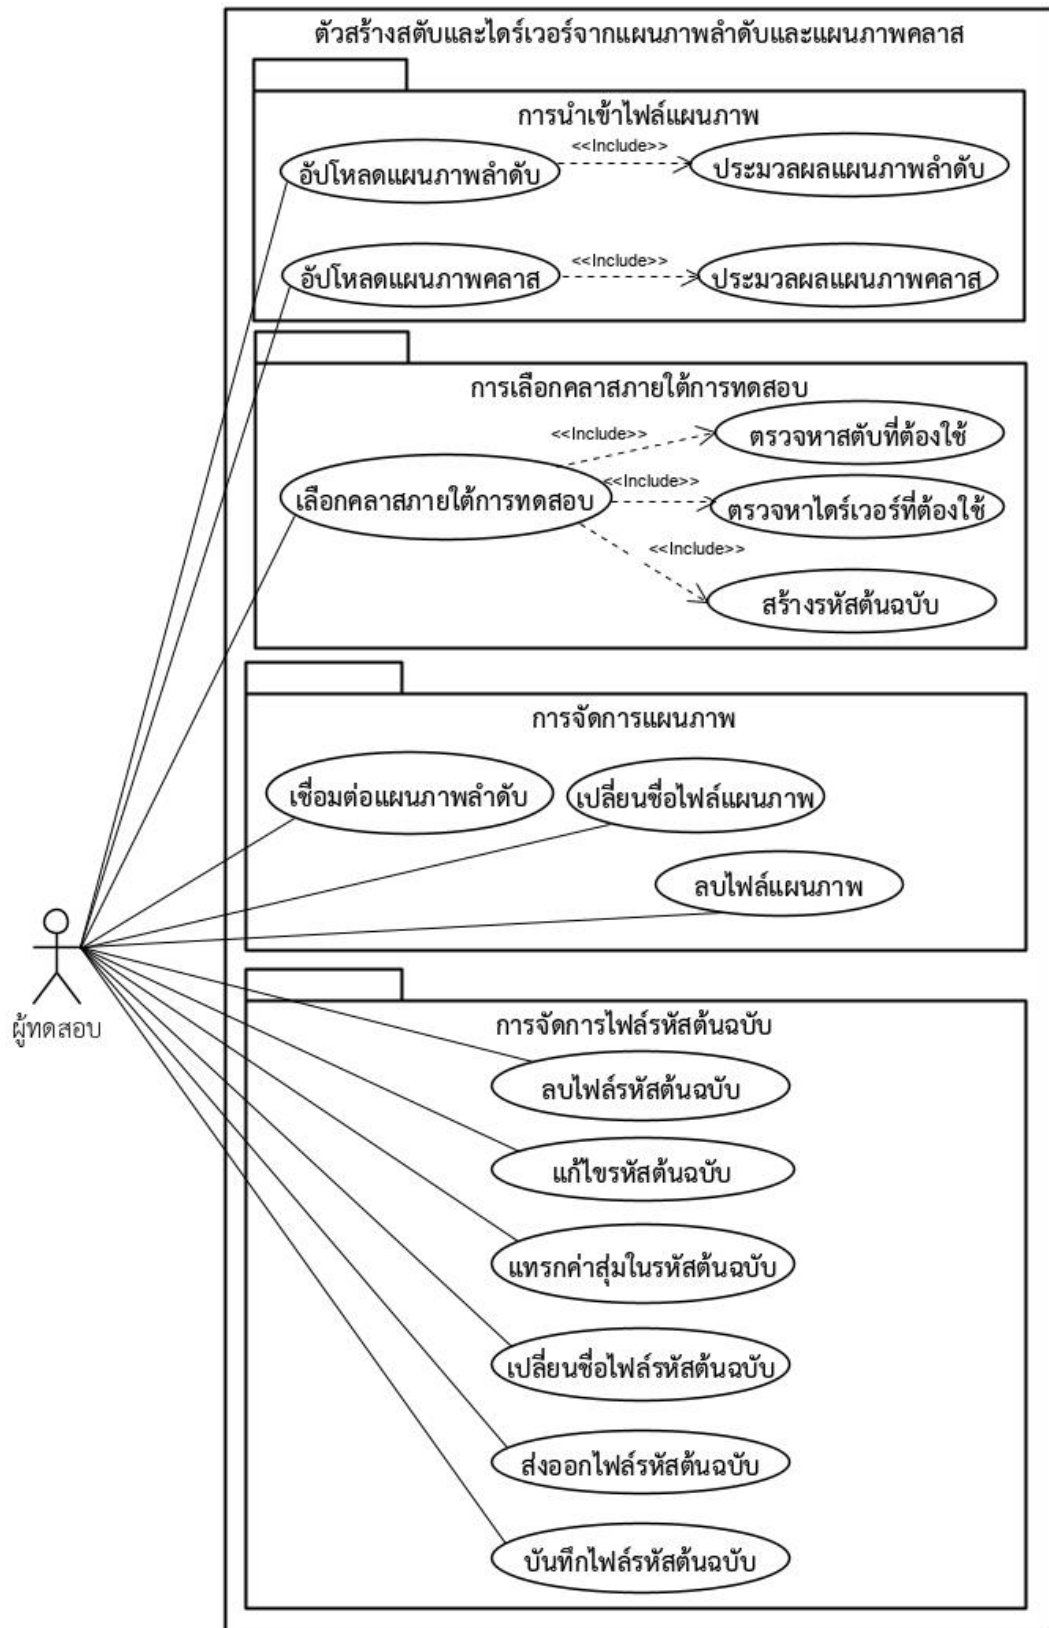 ตัวสร้างสตับและไดร์เวอร์จากแผนภาพลำดับและแผนภาพคลาส
การนำเข้าไฟล์แผนภาพ
<<Include>>
อัปโหลดแผนภาพลำดับ
ประมวลผลแผนภาพลำดับ
<<Include>>
อัปโหลดแผนภาพคลาส
ประมวลผลแผนภาพคลาส
การเลือกคลาสภายใต้การทดสอบ
<<Include>>
ตรวจหาสตับที่ต้องใช้
<<Include>>
เลือกคลาสภายใต้การทดสอบ
ตรวจหาไดร์เวอร์ที่ต้องใช้
<<Include>>
สร้างรหัสต้นฉบับ
การจัดการแผนภาพ
เชื่อมต่อแผนภาพลำดับ
เปลี่ยนชื่อไฟล์แผนภาพ
ลบไฟล์แผนภาพ
ผู้ทดสอบ
การจัดการไฟล์รหัสต้นฉบับ
ลบไฟล์รหัสต้นฉบับ
แก้ไขรหัสต้นฉบับ
แทรกค่าสุ่มในรหัสต้นฉบับ
เปลี่ยนชื่อไฟล์รหัสต้นฉบับ
ส่งออกไฟล์รหัสต้นฉบับ
บันทึกไฟล์รหัสต้นฉบับ